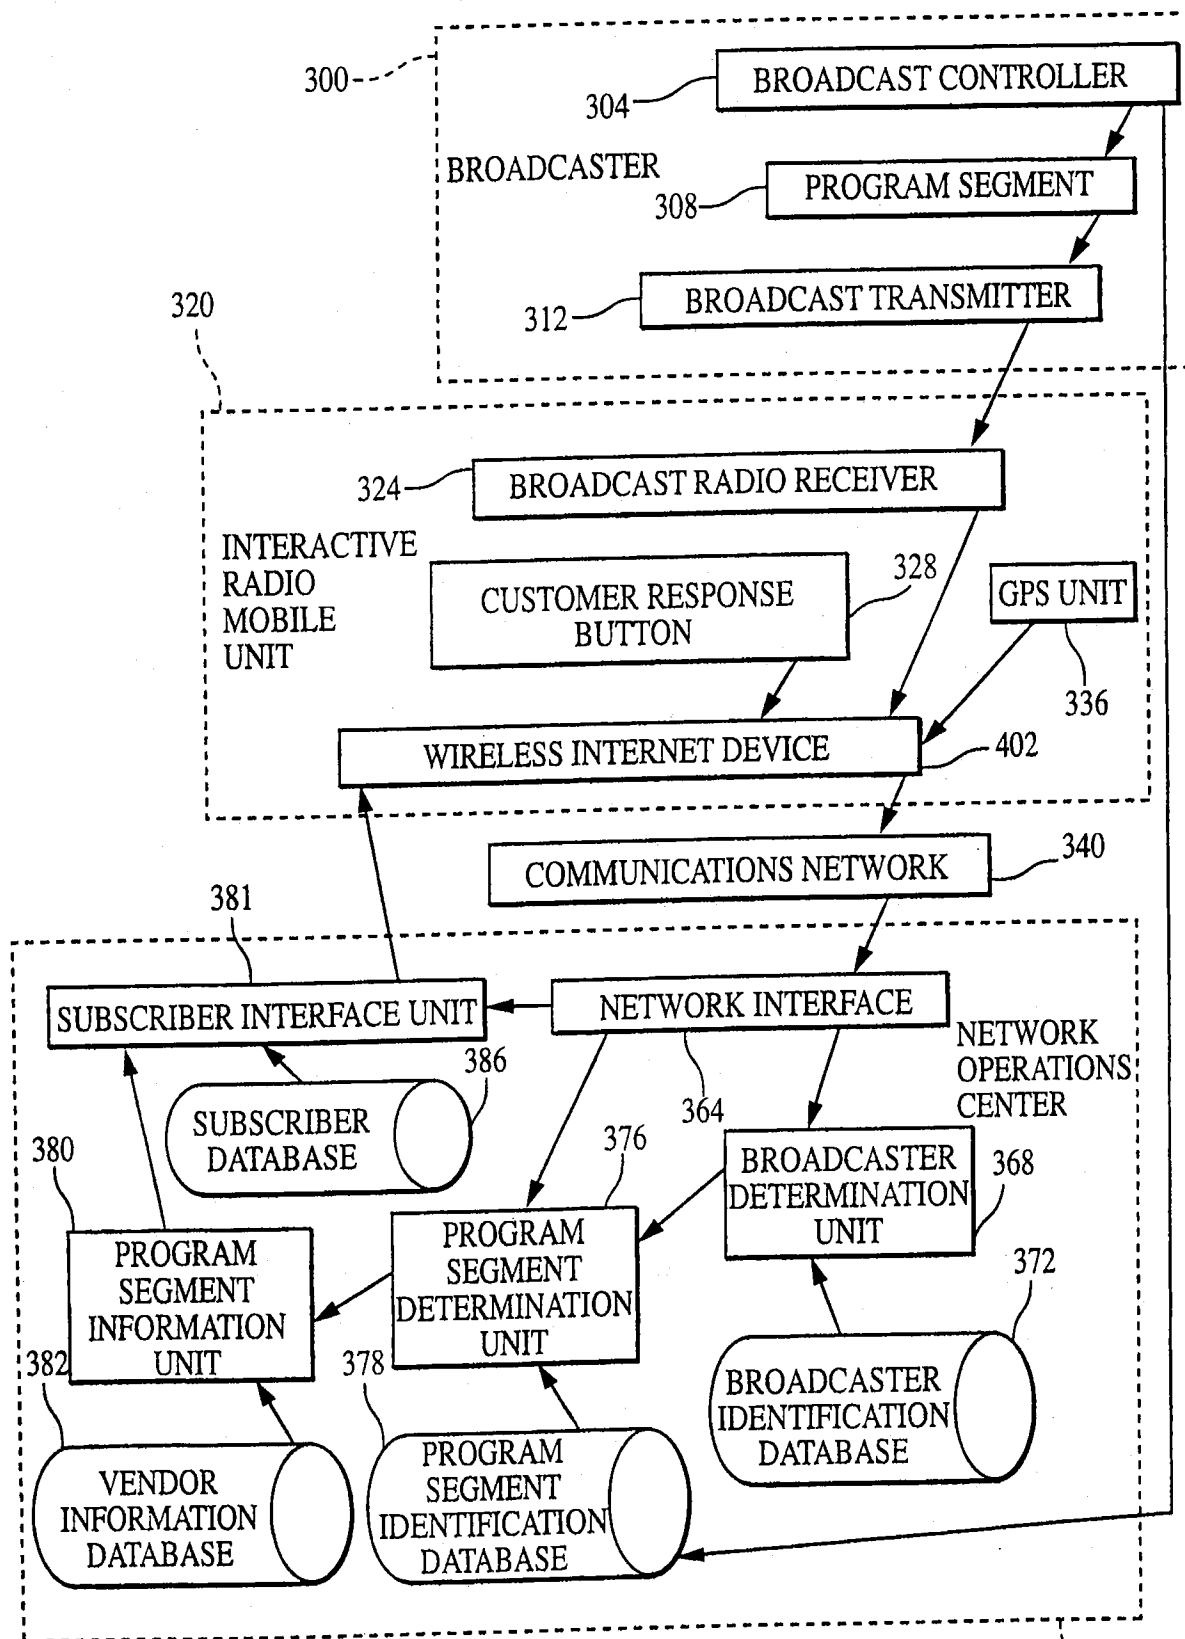 300
BROADCAST CONTROLLER
304
BROADCASTER
PROGRAM SEGMENT
308
BROADCAST TRANSMITTER
312
320
BROADCAST RADIO RECEIVER
324
INTERACTIVE
RADIO
MOBILE
UNIT
CUSTOMER RESPONSE
BUTTON
328
GPS UNIT
336
WIRELESS INTERNET DEVICE
402
COMMUNICATIONS NETWORK
340
381
SUBSCRIBER INTERFACE UNIT
NETWORK INTERFACE
364
NETWORK
OPERATIONS
CENTER
386
SUBSCRIBER
DATABASE
380
376
BROADCASTER
DETERMINATION
UNIT
368
PROGRAM
SEGMENT
INFORMATION
UNIT
PROGRAM
SEGMENT
DETERMINATION
UNIT
372
382
378
BROADCASTER
IDENTIFICATION
DATABASE
VENDOR
INFORMATION
DATABASE
PROGRAM
SEGMENT
IDENTIFICATION
DATABASE